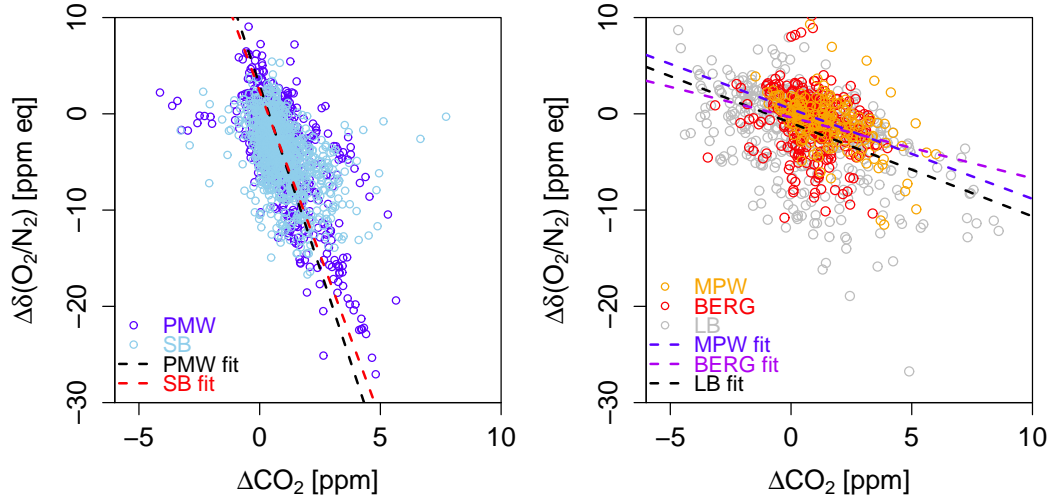 10
0
−10
−20
−30
Δδ(O₂/N₂) [ppm eq]
PMW
SB
PMW fit
SB fit
−5
0
5
10
ΔCO₂ [ppm]
10
0
−10
−20
−30
Δδ(O₂/N₂) [ppm eq]
MPW
BERG
LB
MPW fit
BERG fit
LB fit
−5
0
5
10
ΔCO₂ [ppm]